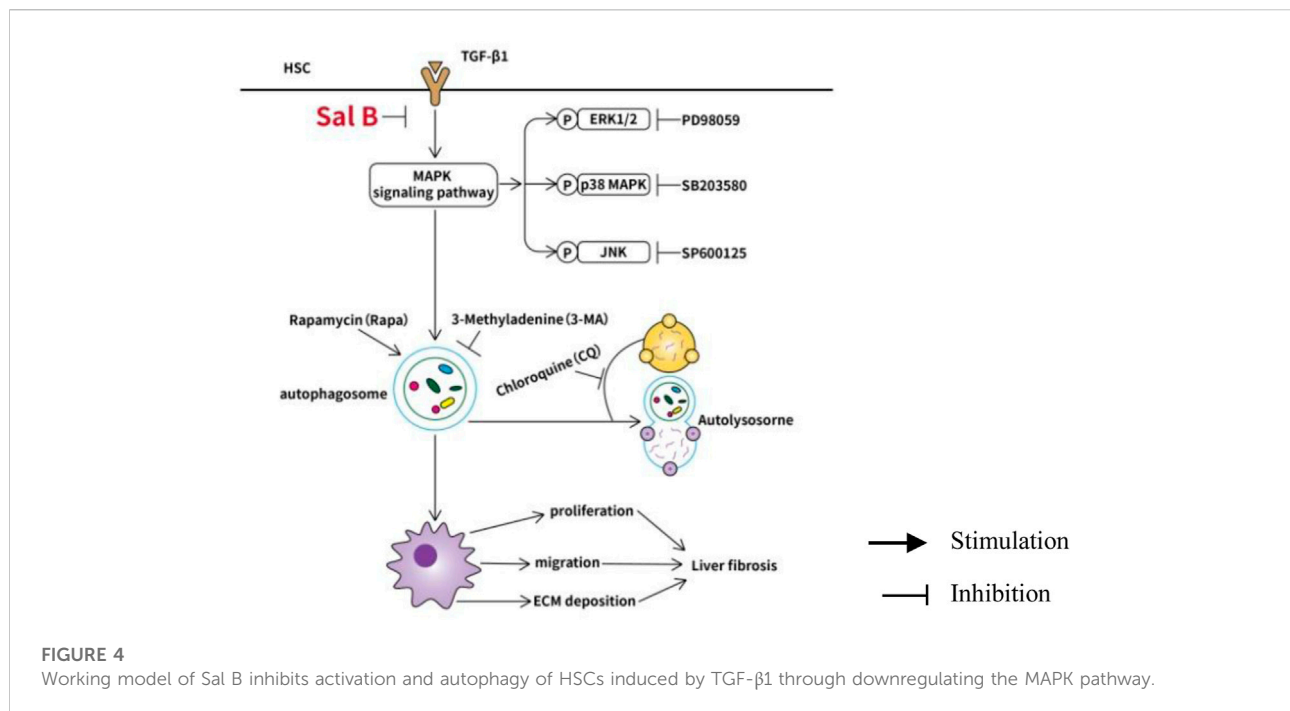 HSC
TGF-β1
Sal B
MAPK
signaling pathway
P ERK1/2
PD98059
P p38 MAPK
SB203580
P JNK
SP600125
Rapamycin (Rapa)
3-Methyladenine (3-MA)
Chloroquine (CQ)
autophagosome
Autolysosorne
proliferation
migration
Liver fibrosis
ECM deposition
Stimulation
Inhibition
FIGURE 4
Working model of Sal B inhibits activation and autophagy of HSCs induced by TGF-β1 through downregulating the MAPK pathway.